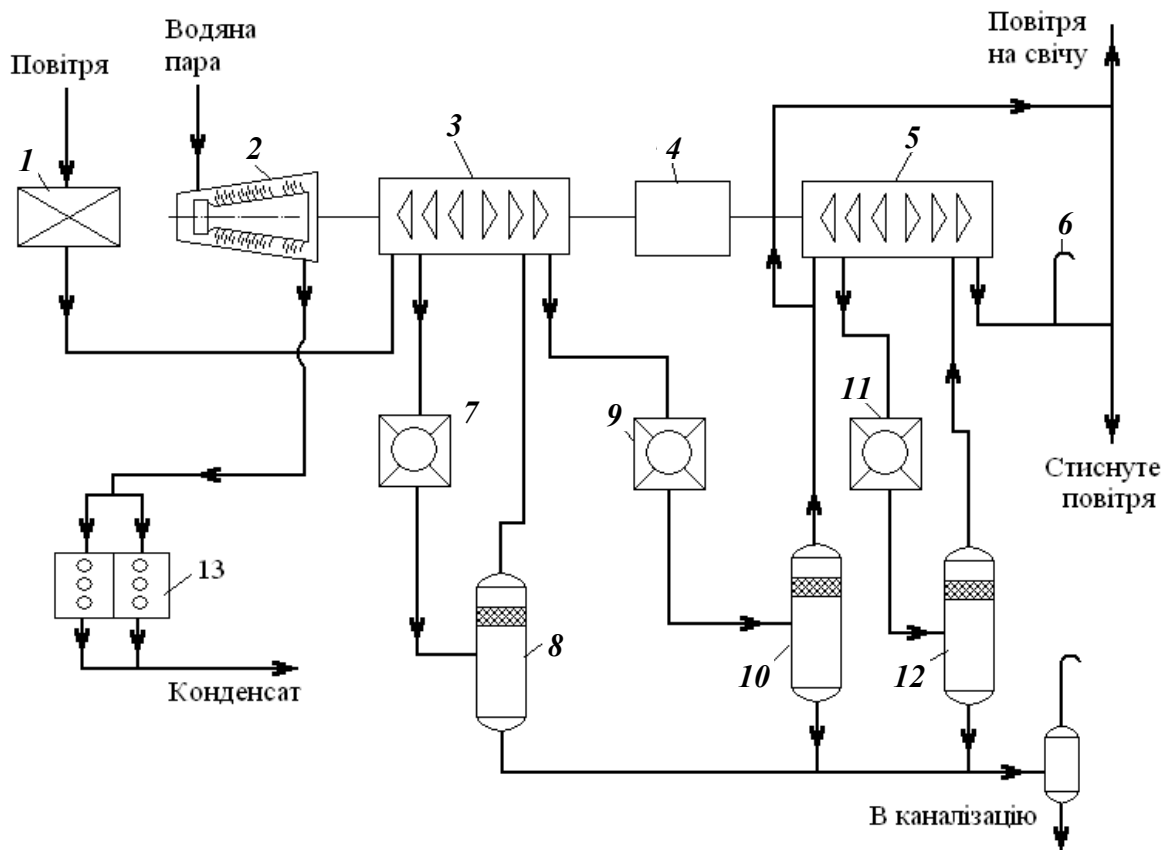 Повітря
Водяна
пара
Повітря
на свічу
1
2
3
4
5
6
7
8
9
10
11
12
13
Стиснуте
повітря
Конденсат
В каналізацію